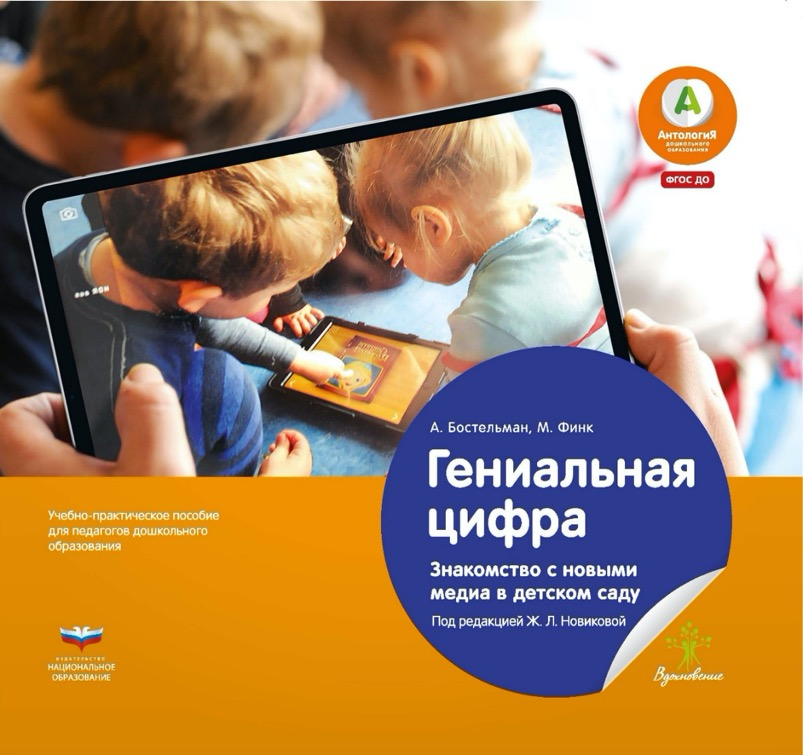 АнтологиЯ
ДОШКОЛЬНОГО
ОБРАЗОВАНИЯ
ФГОС ДО
А. Бостельман, М. Финк
Гениальная
цифра
Знакомство с новыми
медиа в детском саду
Под редакцией Ж. Л. Новиковой
Учебно-практическое пособие
для педагогов дошкольного
образования
ИЗДАТЕЛЬСТВО
НАЦИОНАЛЬНОЕ
ОБРАЗОВАНИЕ
Вдохновение